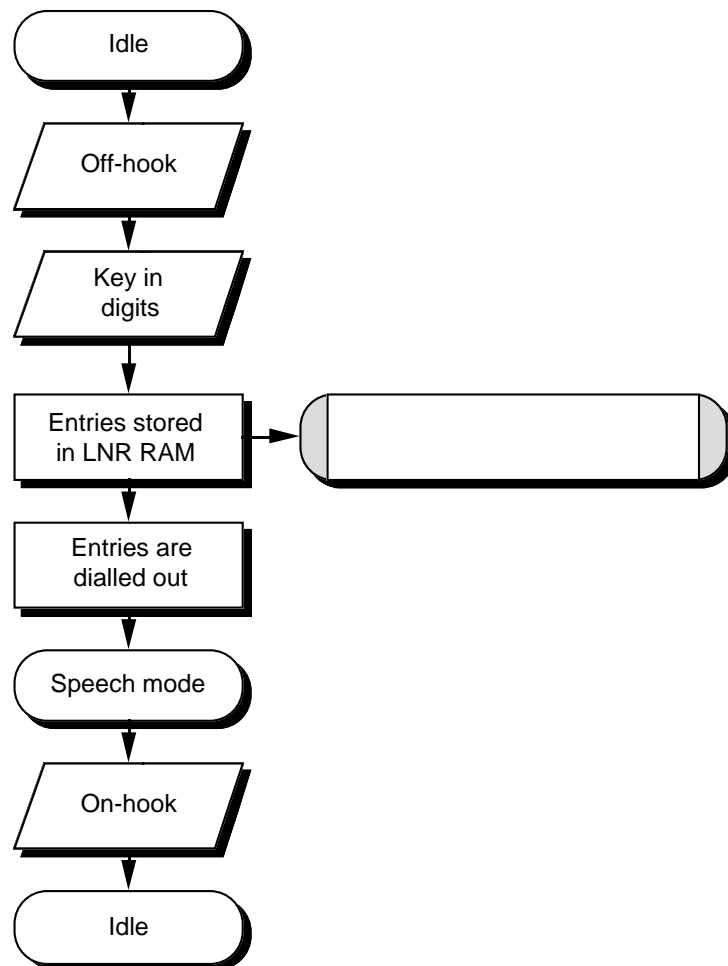 Idle
Off-hook
Key in
digits
Entries stored
in LNR RAM
Entries are
dialled out
Speech mode
On-hook
Idle